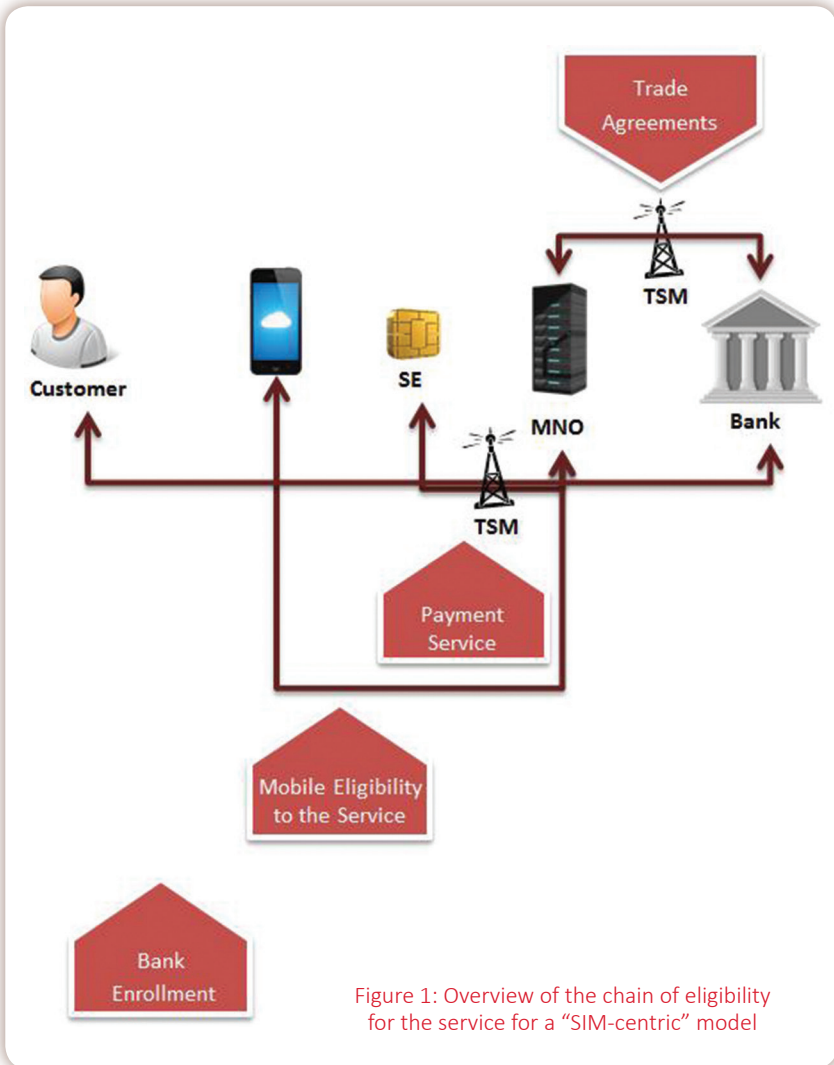 Trade
Agreements
TSM
Customer
SE
MNO
Bank
TSM
Payment
Service
Mobile Eligibility
to the Service
Bank
Enrollment
Figure 1: Overview of the chain of eligibility
for the service for a “SIM-centric” model